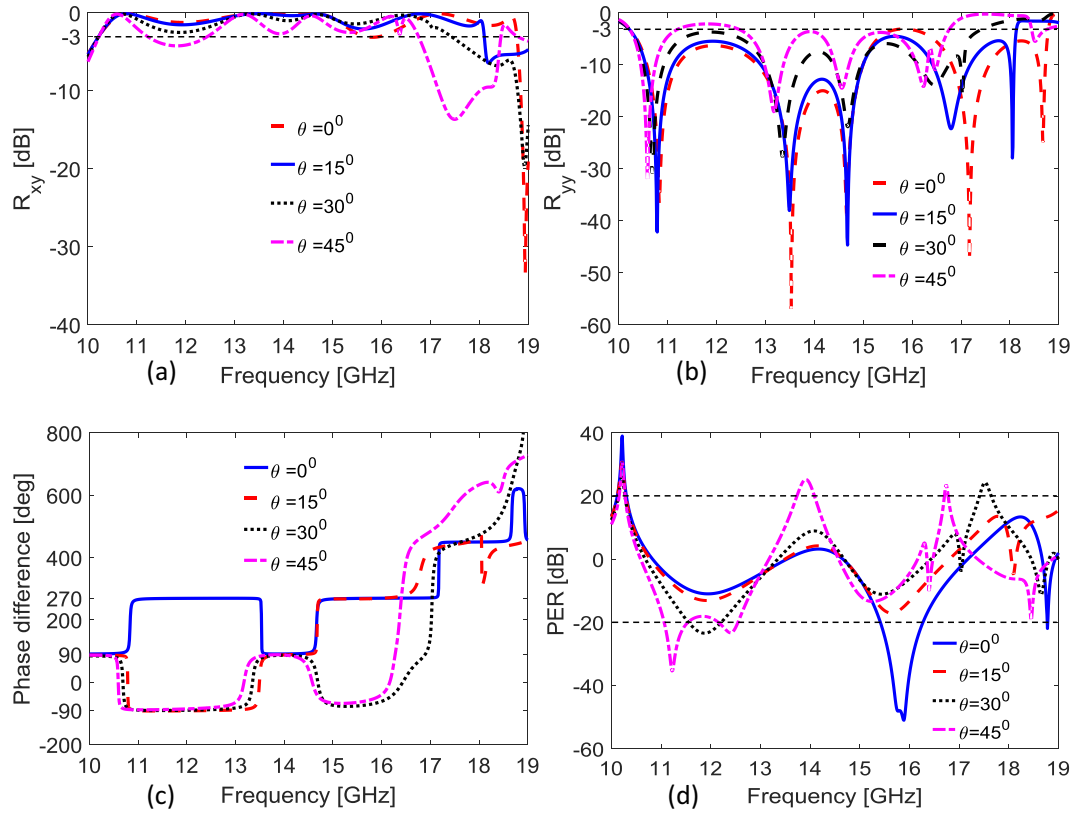 0
-3
-10
-20
-30
-40
R_xy [dB]
θ =0⁰
θ =15⁰
θ =30⁰
θ =45⁰
10 11 12 13 14 15 16 17 18 19
(a)
Frequency [GHz]
0
-3
-10
-20
-30
-40
-50
-60
R_yy [dB]
θ =0⁰
θ =15⁰
θ =30⁰
θ =45⁰
10 11 12 13 14 15 16 17 18 19
(b)
Frequency [GHz]
800
600
400
270
200
90
0
-90
-200
Phase difference [deg]
θ =0⁰
θ =15⁰
θ =30⁰
θ =45⁰
10 11 12 13 14 15 16 17 18 19
(c)
Frequency [GHz]
40
20
0
-20
-40
-60
PER [dB]
θ=0⁰
θ=15⁰
θ=30⁰
θ=45⁰
10 11 12 13 14 15 16 17 18 19
(d)
Frequency [GHz]